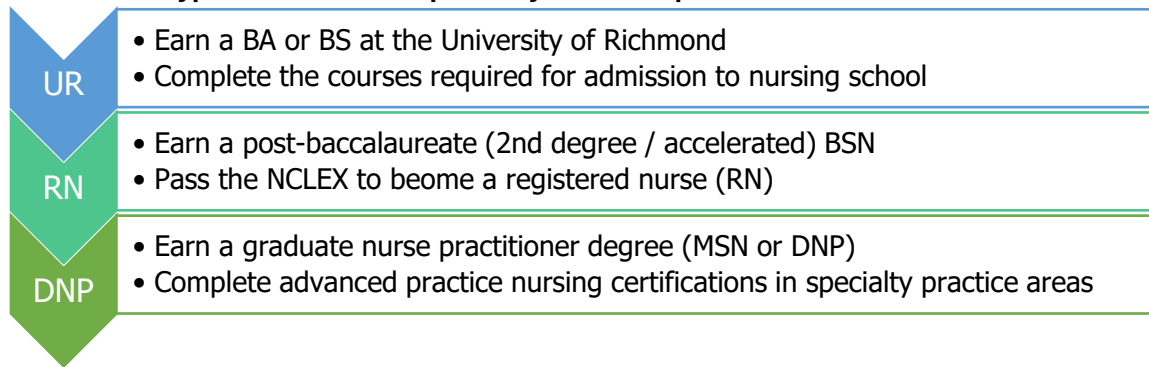 UR
• Earn a BA or BS at the University of Richmond
• Complete the courses required for admission to nursing school
RN
• Earn a post-baccalaureate (2nd degree / accelerated) BSN
• Pass the NCLEX to beome a registered nurse (RN)
DNP
• Earn a graduate nurse practitioner degree (MSN or DNP)
• Complete advanced practice nursing certifications in specialty practice areas